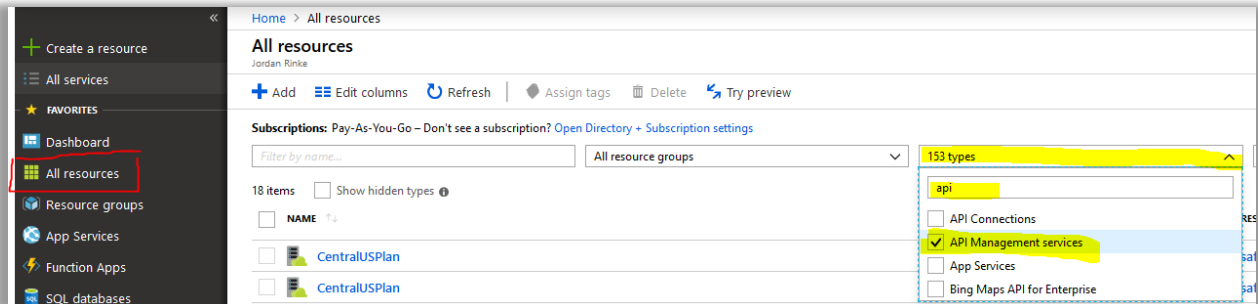 «
Create a resource
All services
FAVORITES
Dashboard
All resources
Resource groups
App Services
Function Apps
SQL databases
Home > All resources
All resources
Jordan Rinke
Add Edit columns Refresh Assign tags Delete Try preview
Subscriptions: Pay-As-You-Go – Don't see a subscription? Open Directory + Subscription settings
Filter by name... All resource groups 153 types
18 items Show hidden types
NAME
CentralUSPlan
CentralUSPlan
api
API Connections
API Management services
App Services
Bing Maps API for Enterprise